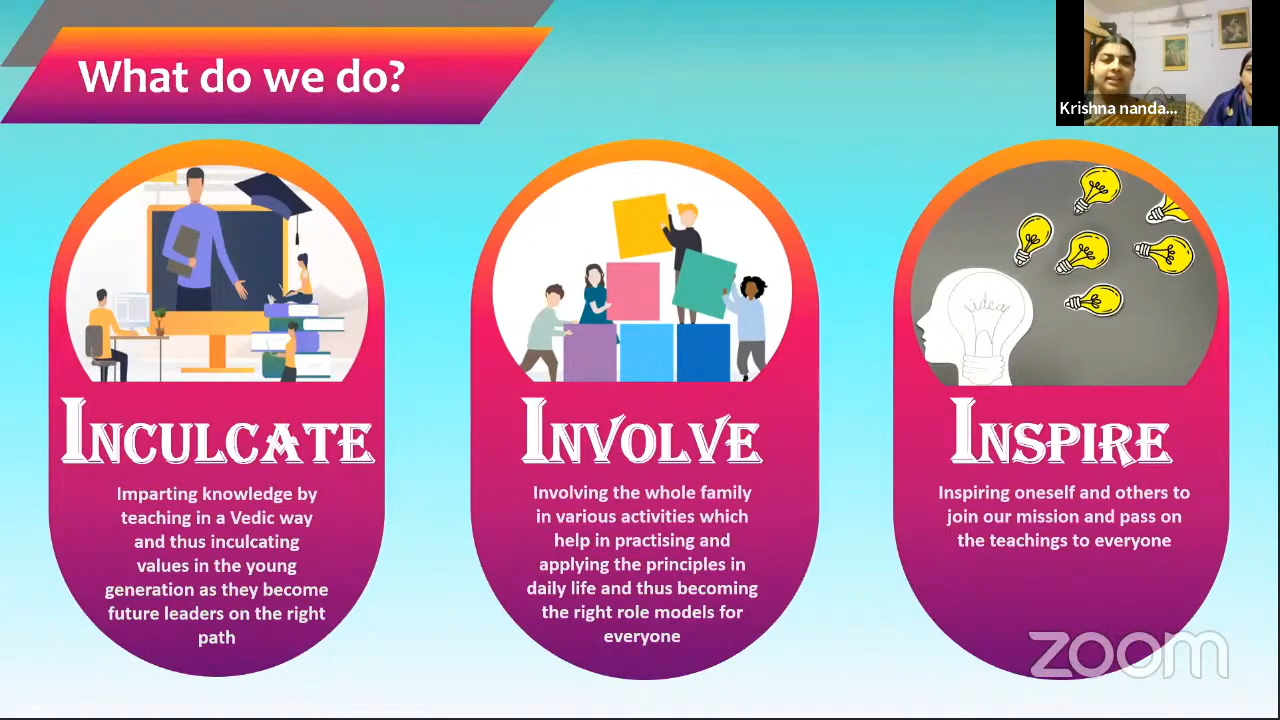 What do we do?
Krishna nanda...
idea
INCULCATE
Imparting knowledge by
teaching in a Vedic way
and thus inculcating
values in the young
generation as they become
future leaders on the right
path
INVOLVE
Involving the whole family
in various activities which
help in practising and
applying the principles in
daily life and thus becoming
the right role models for
everyone
INSPIRE
Inspiring oneself and others to
join our mission and pass on
the teachings to everyone
zoom